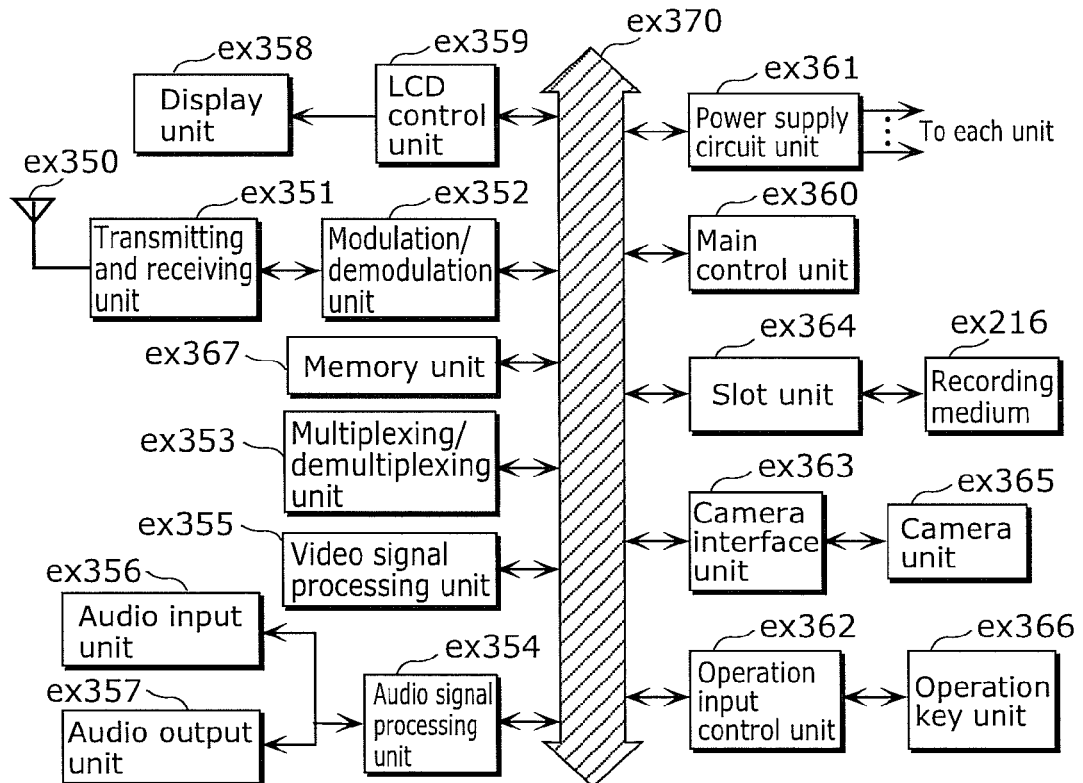 ex370
ex358
ex359
ex361
Display
unit
LCD
control
unit
Power supply
circuit unit
To each unit
ex350
ex351
ex352
ex360
Transmitting
and receiving
unit
Modulation/
demodulation
unit
Main
control unit
ex367
Memory unit
ex364
ex216
Slot unit
Recording
medium
ex353
Multiplexing/
demultiplexing
unit
ex363
ex365
Camera
interface
unit
Camera
unit
ex355
Video signal
processing unit
ex356
Audio input
unit
ex354
ex362
ex366
ex357
Audio output
unit
Audio signal
processing
unit
Operation
input
control unit
Operation
key unit